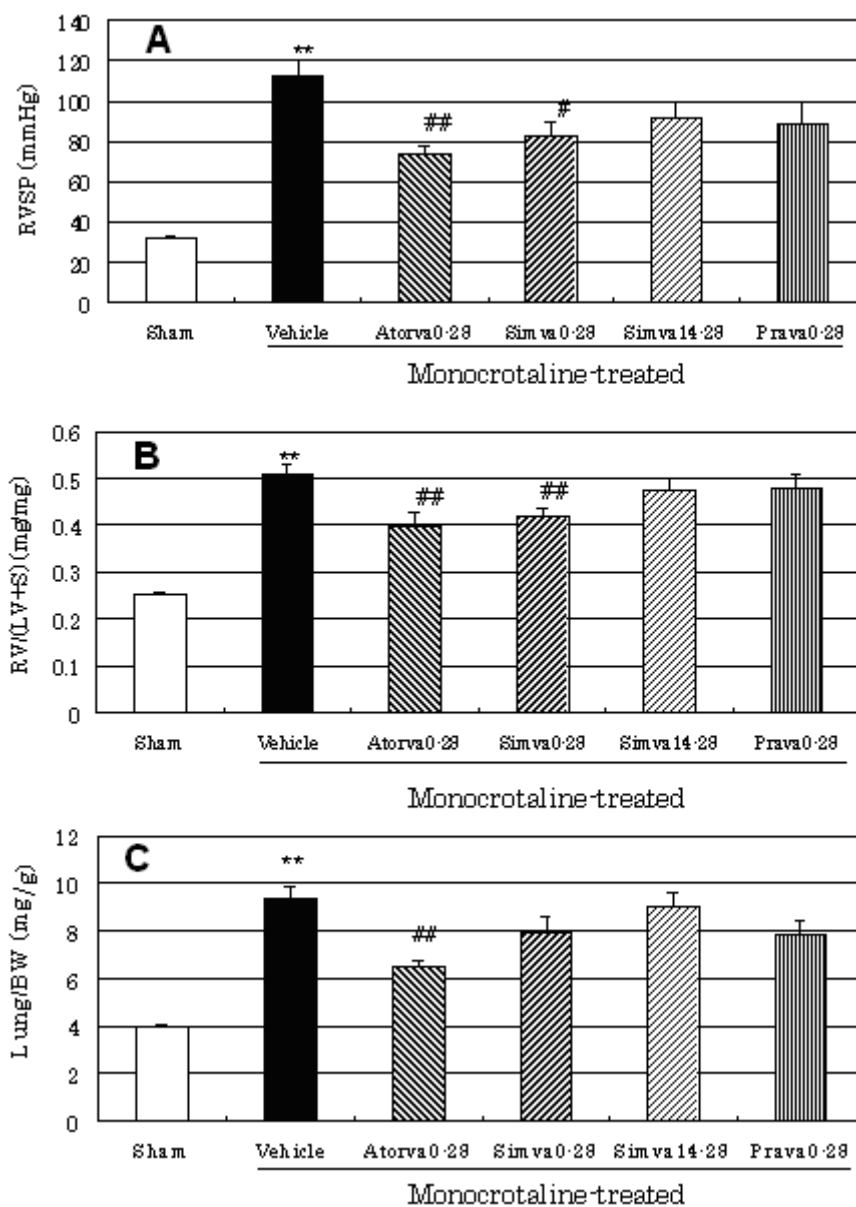 A
RVSP (mmHg)
140
120
100
80
60
40
20
0
**
##
#
Sham Vehicle Atorva0-28 Simva0-28 Simva14-28 Prava0-28
Monocrotaline-treated
B
RV/(LV+S) (mg/mg)
0.6
0.5
0.4
0.3
0.2
0.1
0
**
##
##
Sham Vehicle Atorva0-28 Simva0-28 Simva14-28 Prava0-28
Monocrotaline-treated
C
Lung/BW (mg/g)
12
10
8
6
4
2
0
**
##
Sham Vehicle Atorva0-28 Simva0-28 Simva14-28 Prava0-28
Monocrotaline-treated